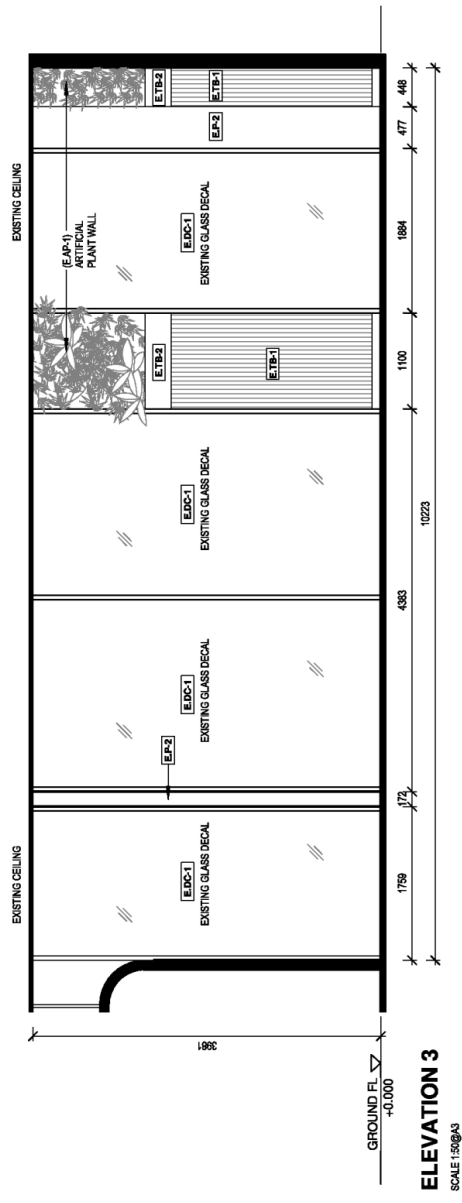 EXISTING CEILING
EXISTING CEILING
(E.AP-1)
ARTIFICIAL
PLANT WALL
E.DC-1
EXISTING GLASS DECAL
E.P-2
E.DC-1
EXISTING GLASS DECAL
E.DC-1
EXISTING GLASS DECAL
E.TB-2
E.TB-1
E.DC-1
EXISTING GLASS DECAL
E.P-2
E.TB-2
E.TB-1
3981
GROUND FL
+0.000
1759
172
4383
1100
1884
477
448
10223
ELEVATION 3
SCALE 1:50@A3